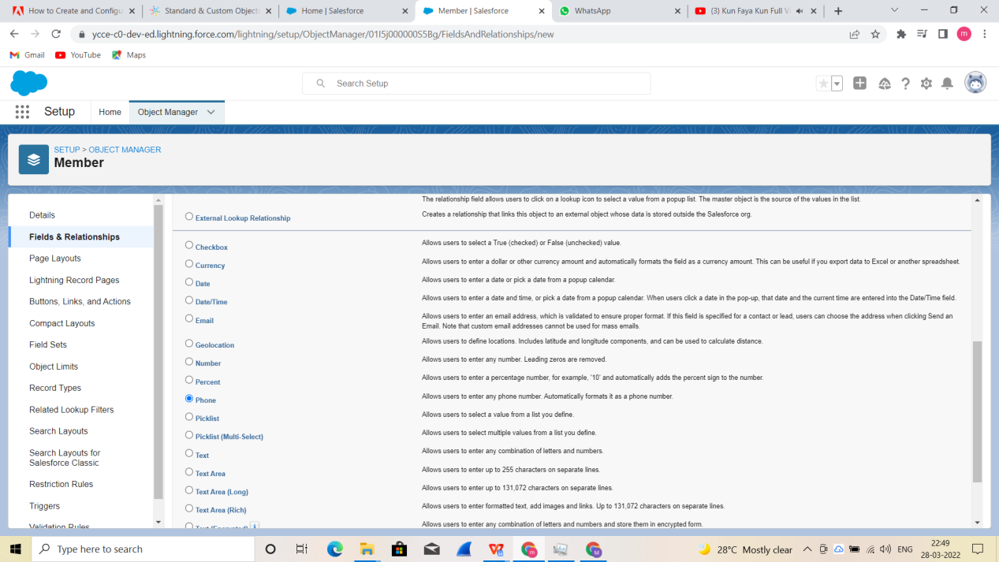 How to Create and Configu
Standard & Custom Object:
Home | Salesforce
Member | Salesforce
WhatsApp
(3) Kun Faya Kun Full V
ycce-c0-dev-ed.lightning.force.com/lightning/setup/ObjectManager/01I5j000000S5Bg/FieldsAndRelationships/new
m
Gmail YouTube Maps
Search Setup
Setup Home Object Manager
SETUP > OBJECT MANAGER
Member
Details
Fields & Relationships
Page Layouts
Lightning Record Pages
Buttons, Links, and Actions
Compact Layouts
Field Sets
Object Limits
Record Types
Related Lookup Filters
Search Layouts
Search Layouts for
Salesforce Classic
Restriction Rules
Triggers
Validation Rules
The relationship field allows users to click on a lookup icon to select a value from a popup list. The master object is the source of the values in the list.
External Lookup Relationship Creates a relationship that links this object to an external object whose data is stored outside the Salesforce org.
Checkbox Allows users to select a True (checked) or False (unchecked) value.
Currency Allows users to enter a dollar or other currency amount and automatically formats the field as a currency amount. This can be useful if you export data to Excel or another spreadsheet.
Date Allows users to enter a date or pick a date from a popup calendar.
Date/Time Allows users to enter a date and time, or pick a date from a popup calendar. When users click a date in the pop-up, that date and the current time are entered into the Date/Time field.
Email Allows users to enter an email address, which is validated to ensure proper format. If this field is specified for a contact or lead, users can choose the address when clicking Send an
Email. Note that custom email addresses cannot be used for mass emails.
Geolocation Allows users to define locations. Includes latitude and longitude components, and can be used to calculate distance.
Number Allows users to enter any number. Leading zeros are removed.
Percent Allows users to enter a percentage number, for example, '10' and automatically adds the percent sign to the number.
Phone Allows users to enter any phone number. Automatically formats it as a phone number.
Picklist Allows users to select a value from a list you define.
Picklist (Multi-Select) Allows users to select multiple values from a list you define.
Text Allows users to enter any combination of letters and numbers.
Text Area Allows users to enter up to 255 characters on separate lines.
Text Area (Long) Allows users to enter up to 131,072 characters on separate lines.
Text Area (Rich) Allows users to enter formatted text, add images and links. Up to 131,072 characters on separate lines.
Text (Encrypted) i Allows users to enter any combination of letters and numbers and store them in encrypted form.
Type here to search
28°C Mostly clear
ENG
22:49
28-03-2022